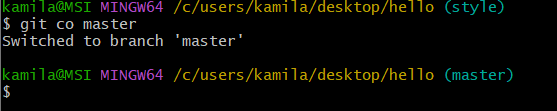 kamila@MSI MINGW64 /c/users/kamila/desktop/hello (style)
$ git co master
Switched to branch 'master'
kamila@MSI MINGW64 /c/users/kamila/desktop/hello (master)
$